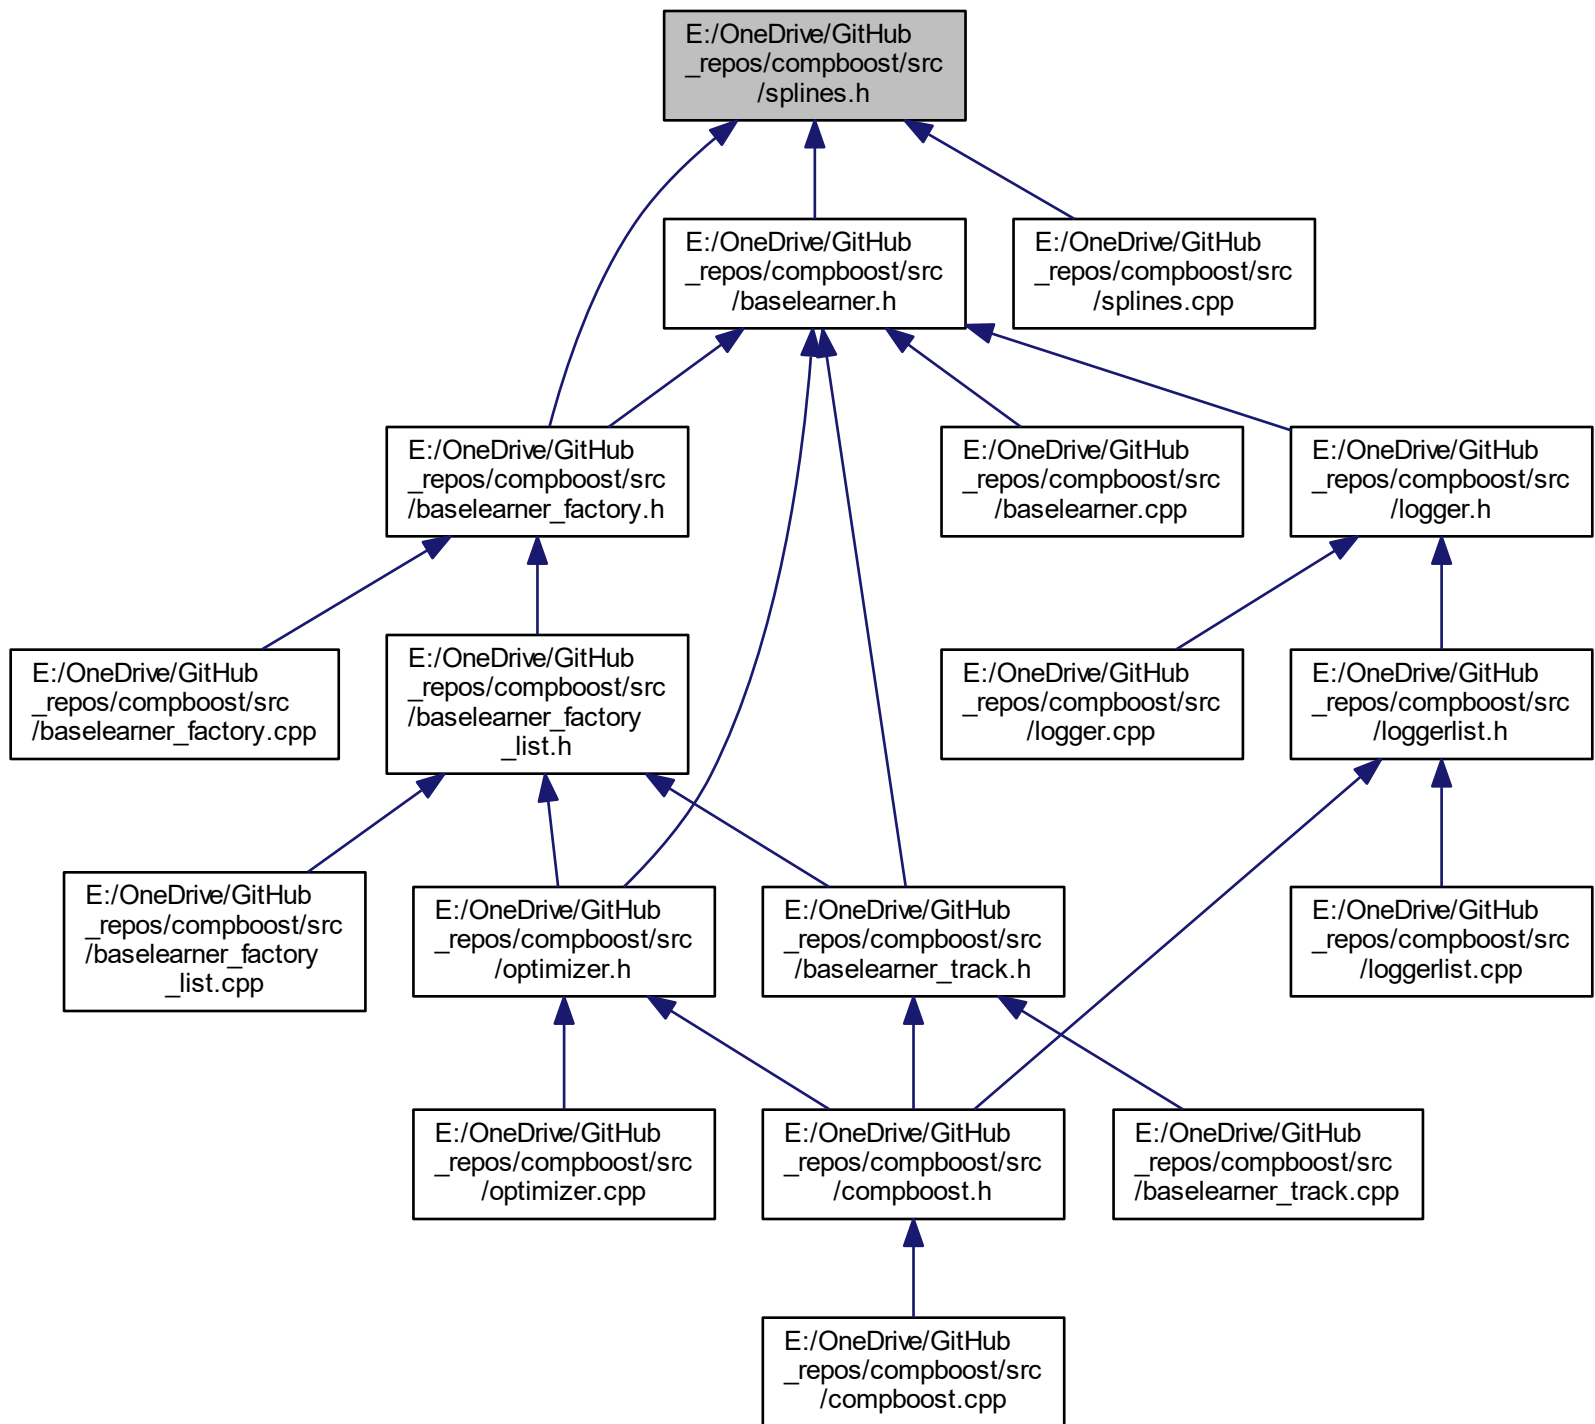 E:/OneDrive/GitHub
_repos/compboost/src
/splines.h
E:/OneDrive/GitHub
_repos/compboost/src
/baselearner.h
E:/OneDrive/GitHub
_repos/compboost/src
/splines.cpp
E:/OneDrive/GitHub
_repos/compboost/src
/baselearner_factory.h
E:/OneDrive/GitHub
_repos/compboost/src
/baselearner.cpp
E:/OneDrive/GitHub
_repos/compboost/src
/logger.h
E:/OneDrive/GitHub
_repos/compboost/src
/baselearner_factory.cpp
E:/OneDrive/GitHub
_repos/compboost/src
/baselearner_factory
_list.h
E:/OneDrive/GitHub
_repos/compboost/src
/logger.cpp
E:/OneDrive/GitHub
_repos/compboost/src
/loggerlist.h
E:/OneDrive/GitHub
_repos/compboost/src
/baselearner_factory
_list.cpp
E:/OneDrive/GitHub
_repos/compboost/src
/optimizer.h
E:/OneDrive/GitHub
_repos/compboost/src
/baselearner_track.h
E:/OneDrive/GitHub
_repos/compboost/src
/loggerlist.cpp
E:/OneDrive/GitHub
_repos/compboost/src
/optimizer.cpp
E:/OneDrive/GitHub
_repos/compboost/src
/compboost.h
E:/OneDrive/GitHub
_repos/compboost/src
/baselearner_track.cpp
E:/OneDrive/GitHub
_repos/compboost/src
/compboost.cpp